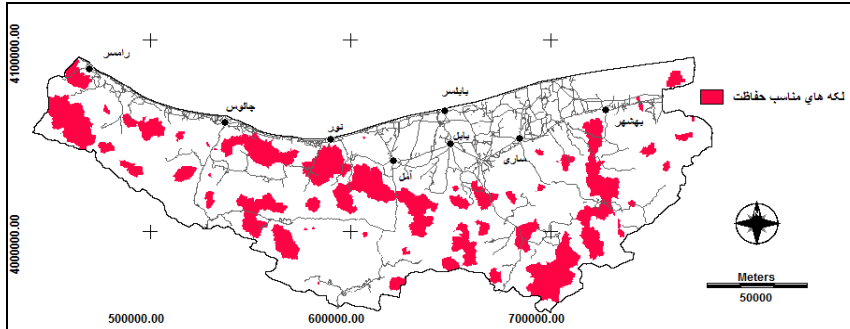 4100000.00
4000000.00
رامسر
چالوس
نور
آمل
بابلسر
بابل
ساری
بهشهر
لکه هاي مناسب حفاظت
Meters
50000
500000.00
600000.00
700000.00